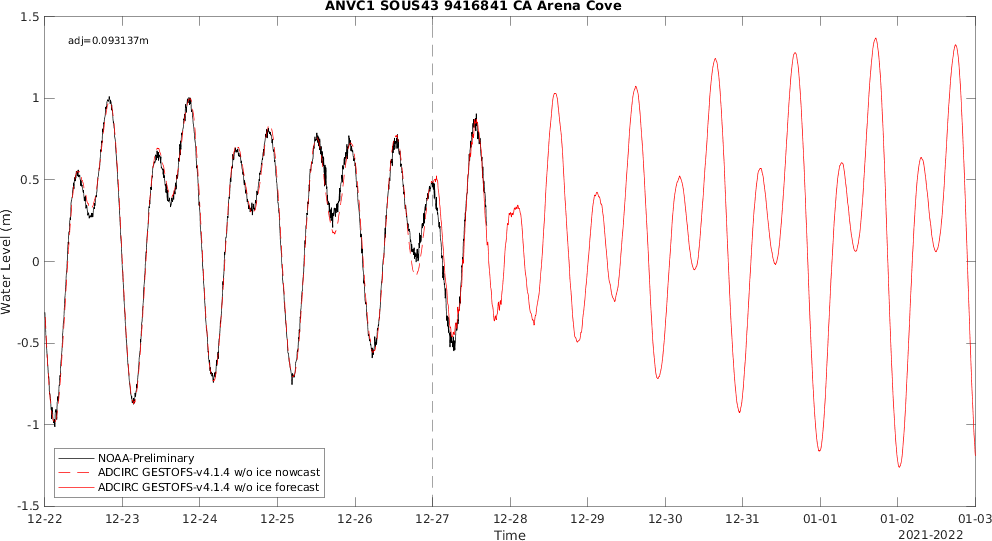 ANVC1 SOUS43 9416841 CA Arena Cove
adj=0.093137m
1.5
1
0.5
0
-0.5
-1
-1.5
Water Level (m)
NOAA-Preliminary
ADCIRC GESTOFS-v4.1.4 w/o ice nowcast
ADCIRC GESTOFS-v4.1.4 w/o ice forecast
12-22 12-23 12-24 12-25 12-26 12-27 12-28 12-29 12-30 12-31 01-01 01-02 01-03
Time
2021-2022